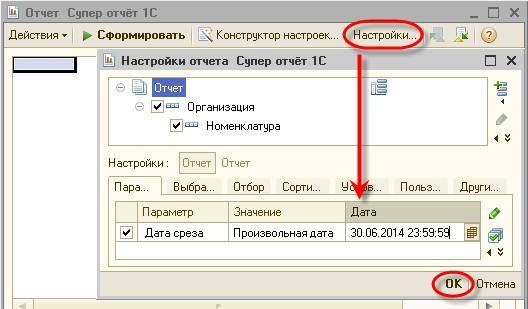 Отчет Супер отчёт 1С
Действия Сформировать Конструктор настроек... Настройки... ?
Настройки отчета Супер отчёт 1С
Отчет
Организация
Номенклатура
Настройки: Отчет Отчет
Пара... Выбра... Отбор Сорти... Услов... Польз... Други...
Параметр Значение Дата
Дата среза Произвольная дата 30.06.2014 23:59:59
OK Отмена